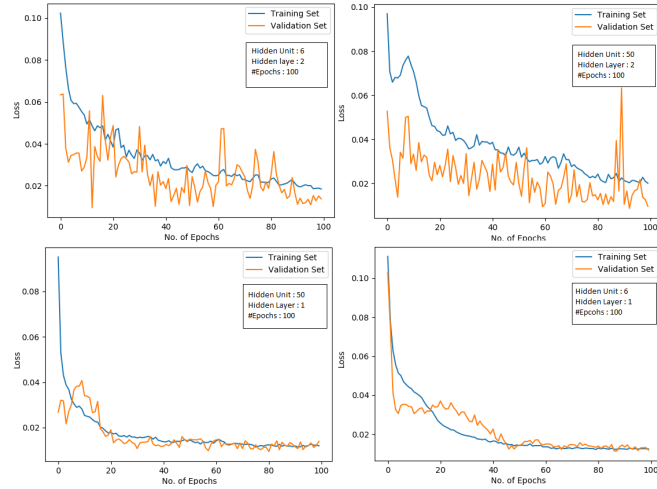 Training Set
Validation Set
Hidden Unit : 6
Hidden laye : 2
#Epochs : 100
0.10
0.08
0.06
0.04
0.02
Loss
0 20 40 60 80 100
No. of Epochs
Training Set
Validation Set
Hidden Unit : 50
Hidden Layer : 2
#Epochs : 100
0.10
0.08
0.06
0.04
0.02
Loss
0 20 40 60 80 100
No. of Epochs
Training Set
Validation Set
Hidden Unit : 50
Hidden Layer : 1
#Epochs : 100
0.08
0.06
0.04
0.02
Loss
0 20 40 60 80 100
No. of Epochs
Training Set
Validation Set
Hidden Unit : 6
Hidden Layer : 1
#Epochs : 100
0.10
0.08
0.06
0.04
0.02
Loss
0 20 40 60 80 100
No. of Epochs